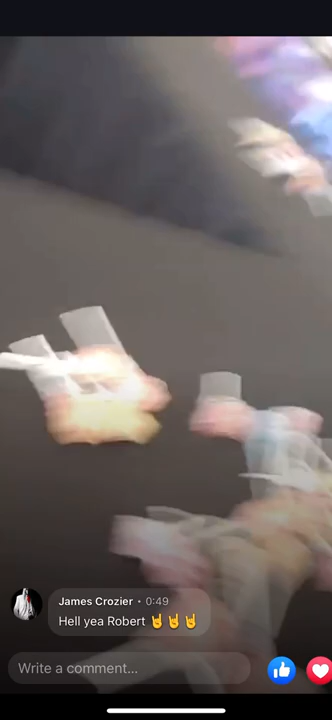 James Crozier • 0:49
Hell yea Robert 🤘🤘🤘
Write a comment...